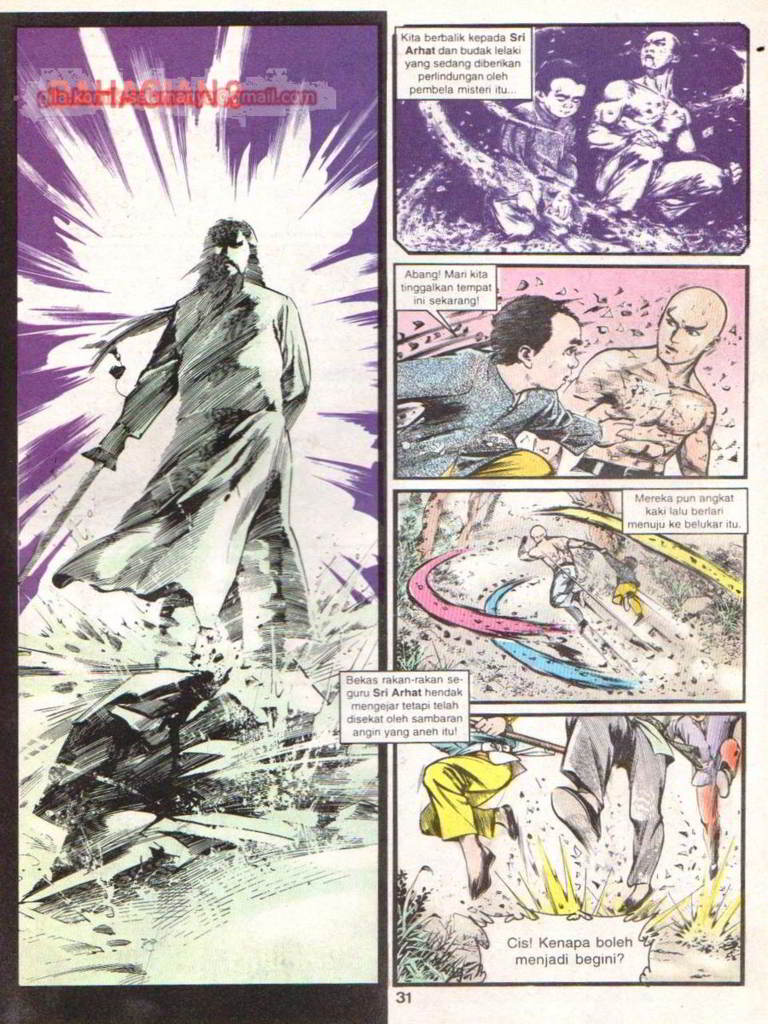 BAHAGIAN 2
Kita berbalik kepada Sri
Arhat dan budak lelaki
yang sedang diberikan
perlindungan oleh
pembela misteri itu...
Abang! Mari kita
tinggalkan tempat
ini sekarang!
Mereka pun angkat
kaki lalu berlari
menuju ke belukar itu.
Bekas rakan-rakan se-
guru Sri Arhat hendak
mengejar tetapi telah
disekat oleh sambaran
angin yang aneh itu!
Cis! Kenapa boleh
menjadi begini?
31